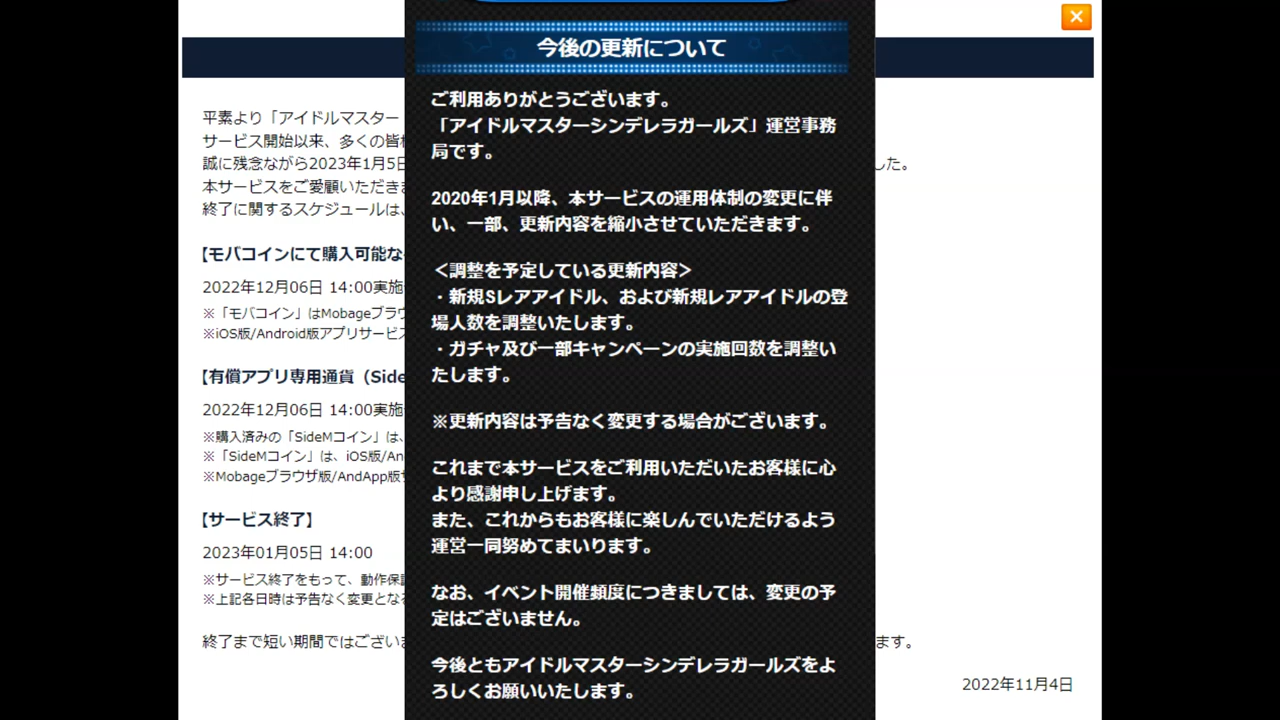 今後の更新について
ご利用ありがとうございます。
「アイドルマスターシンデレラガールズ」運営事務
局です。
2020年1月以降、本サービスの運用体制の変更に伴
い、一部、更新内容を縮小させていただきます。
＜調整を予定している更新内容＞
・新規Sレアアイドル、および新規レアアイドルの登
場人数を調整いたします。
・ガチャ及び一部キャンペーンの実施回数を調整い
たします。
※更新内容は予告なく変更する場合がございます。
これまで本サービスをご利用いただいたお客様に心
より感謝申し上げます。
また、これからもお客様に楽しんでいただけるよう
運営一同努めてまいります。
なお、イベント開催頻度につきましては、変更の予
定はございません。
今後ともアイドルマスターシンデレラガールズをよ
ろしくお願いいたします。
平素より「アイドルマスター
サービス開始以来、多くの皆
誠に残念ながら2023年1月5日
した。
本サービスをご愛顧いただき
終了に関するスケジュールは、
【モバコインにて購入可能な
2022年12月06日 14:00実施
※「モバコイン」はMobageブラウ
※iOS版/Android版アプリサービス
【有償アプリ専用通貨（Side
2022年12月06日 14:00実施
※購入済みの「SideMコイン」は、
※「SideMコイン」は、iOS版/An
※Mobageブラウザ版/AndApp版
【サービス終了】
2023年01月05日 14:00
※サービス終了をもって、動作保
※上記各日時は予告なく変更とな
終了まで短い期間ではござい
ます。
2022年11月4日